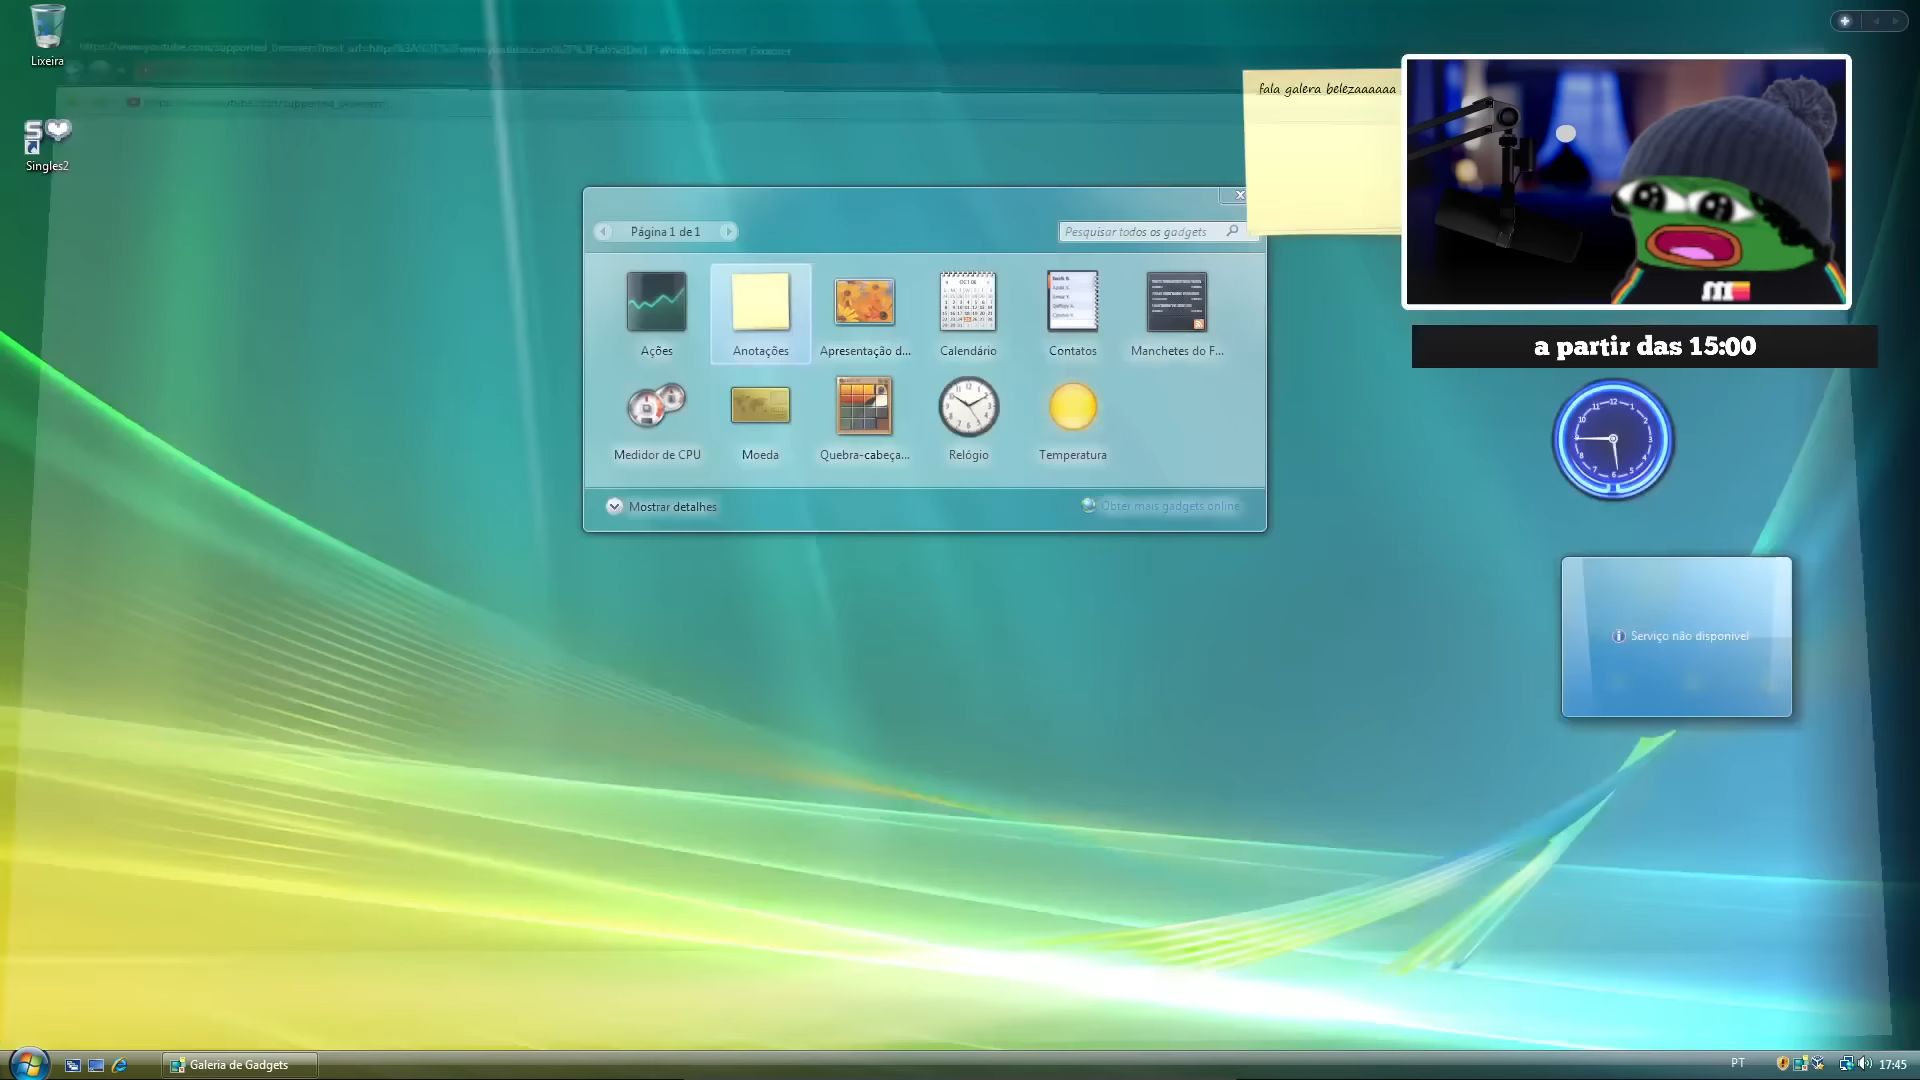 Lixeira
Singles2
fala galera belezaaaaaa
Página 1 de 1
Pesquisar todos os gadgets
Ações
Anotações
Apresentação d...
Calendário
Contatos
Manchetes do F...
Medidor de CPU
Moeda
Quebra-cabeça...
Relógio
Temperatura
Mostrar detalhes
Obter mais gadgets online
a partir das 15:00
Serviço não disponível
Galeria de Gadgets
PT
17:45